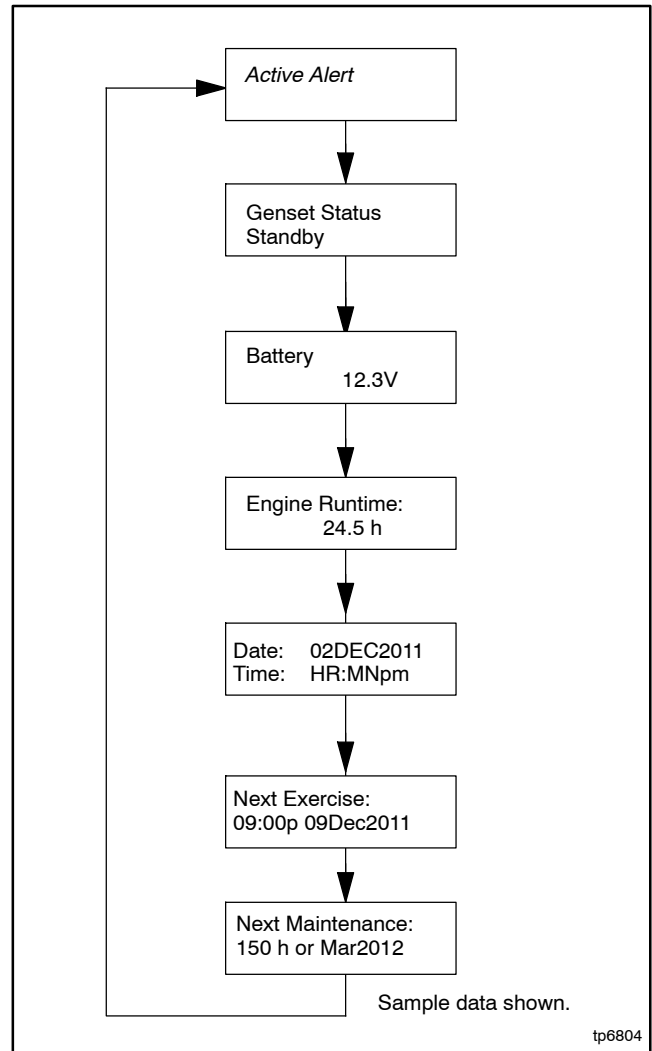 Active Alert
Genset Status
Standby
Battery
12.3V
Engine Runtime:
24.5 h
Date: 02DEC2011
Time: HR:MNpm
Next Exercise:
09:00p 09Dec2011
Next Maintenance:
150 h or Mar2012
Sample data shown.
tp6804